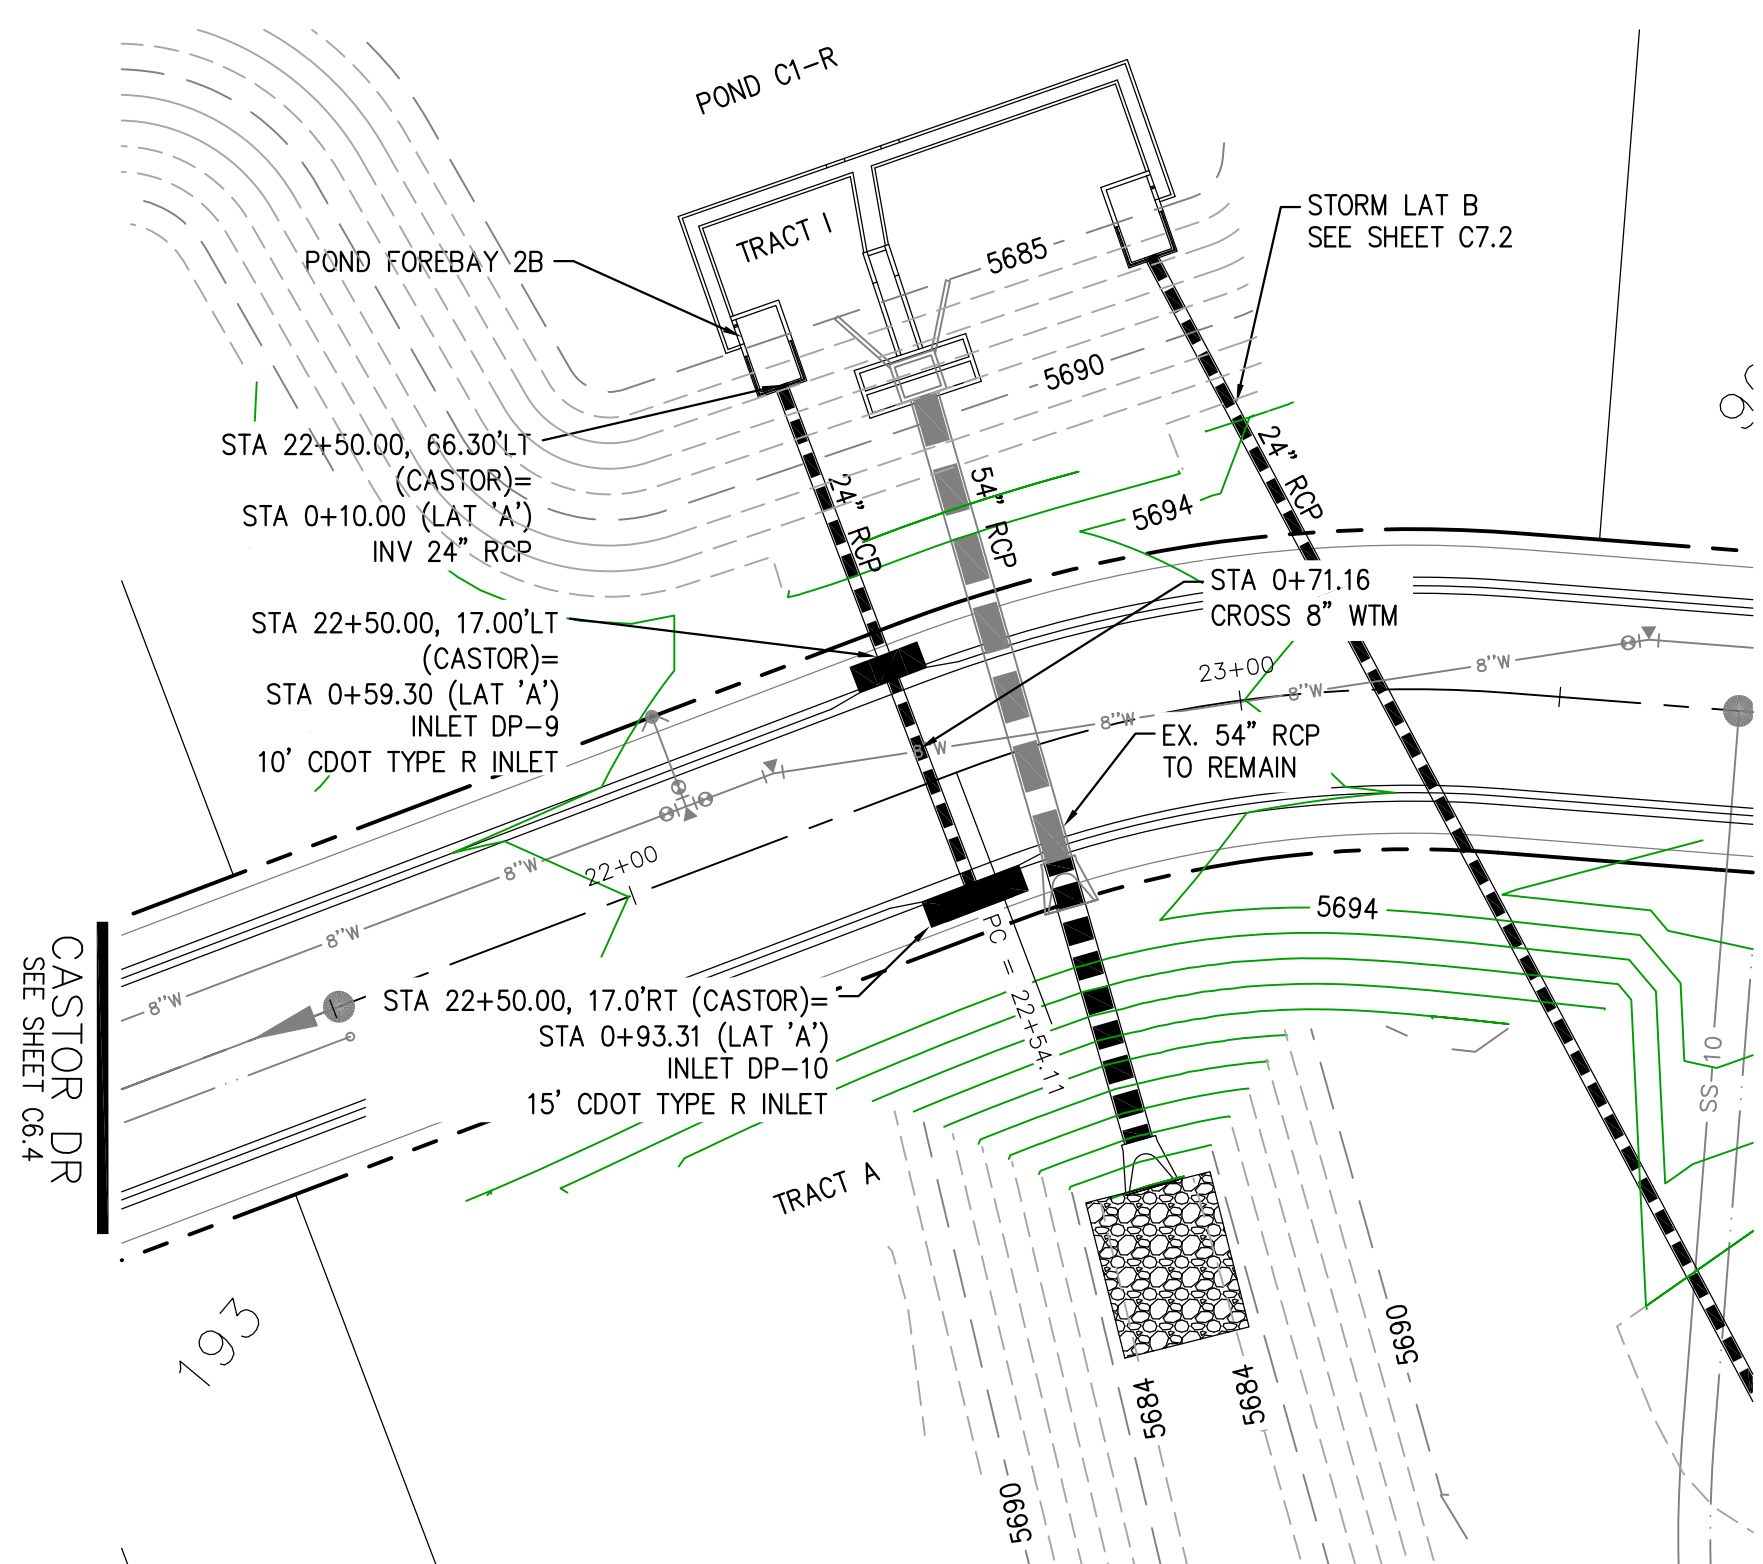 POND C1-R
TRACT I
POND FOREBAY 2B
STORM LAT B
SEE SHEET C7.2
5685
5690
STA 22+50.00, 66.30'LT
(CASTOR)=
STA 0+10.00 (LAT 'A')
INV 24" RCP
24" RCP
54" RCP
24" RCP
5694
STA 0+71.16
CROSS 8" WTM
STA 22+50.00, 17.00'LT
(CASTOR)=
STA 0+59.30 (LAT 'A')
INLET DP-9
10' CDOT TYPE R INLET
23+00
8"W
8"W
8"W
8"W
EX. 54" RCP
TO REMAIN
22+00
8"W
8"W
8"W
5694
PC = 22+54.11
STA 22+50.00, 17.0'RT (CASTOR)=
STA 0+93.31 (LAT 'A')
INLET DP-10
15' CDOT TYPE R INLET
CASTOR DR
SEE SHEET C6.4
SS-10
TRACT A
193
5690
5684
5684
5690